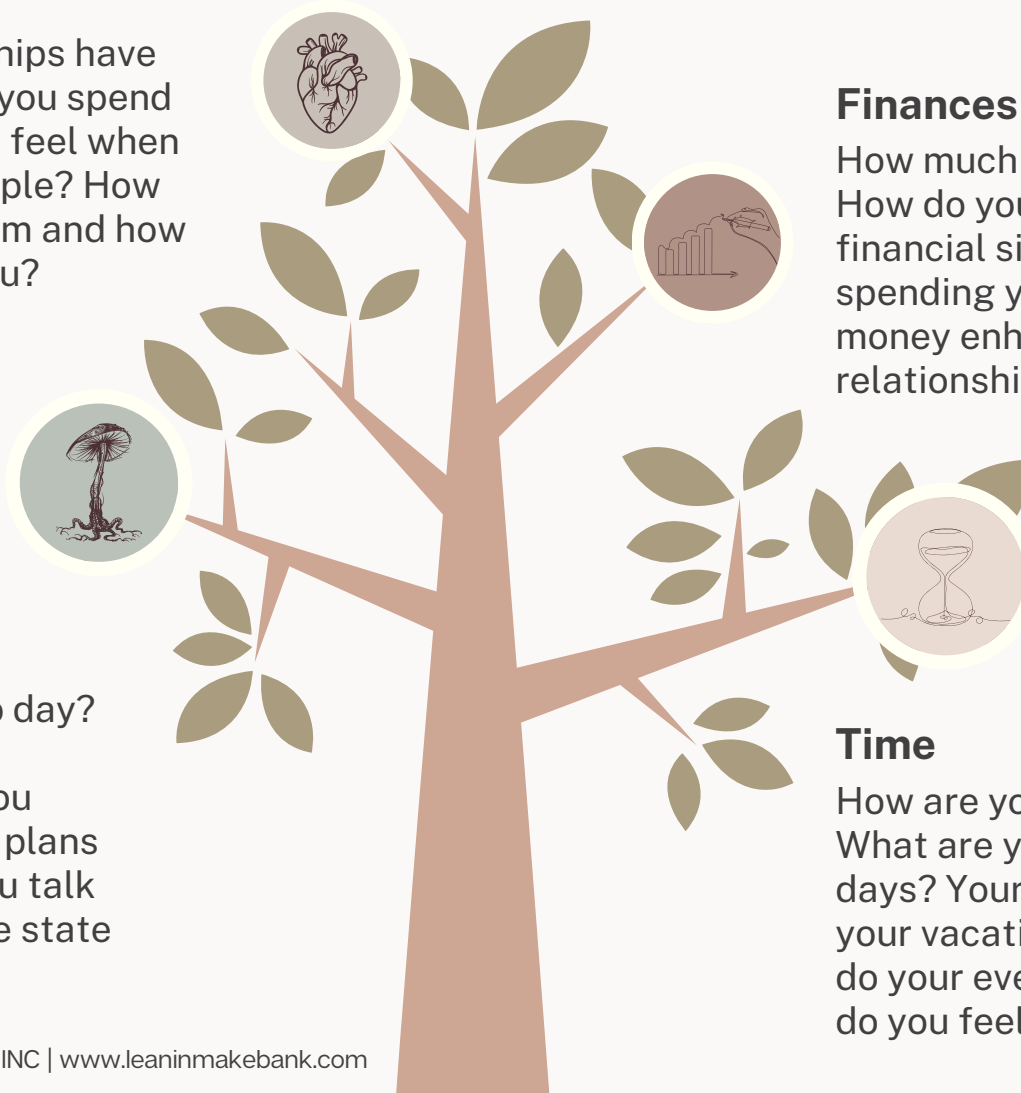 hips have
you spend
feel when
ple? How
m and how
u?
day?
ou
plans
u talk
e state
INC | www.leaninmakebank.com
Finances
How much
How do you
financial si
spending y
money enh
relationshi
Time
How are yo
What are y
days? Your
your vacati
do your eve
do you feel